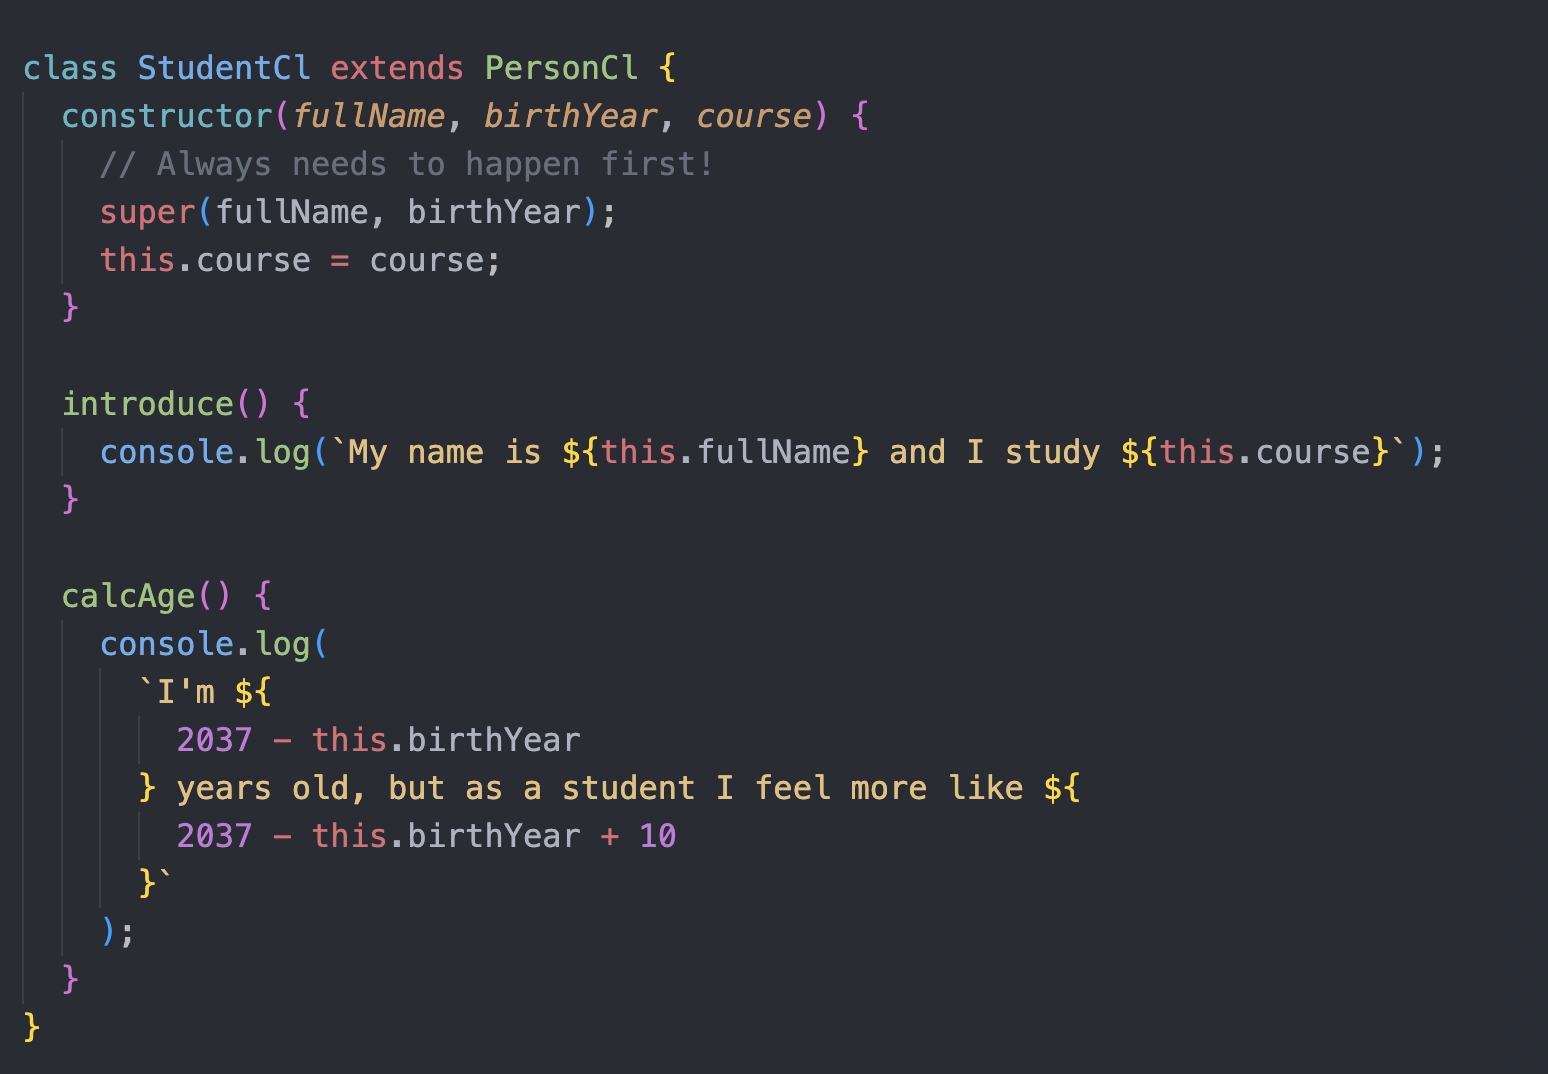 class StudentCl extends PersonCl {
  constructor(fullName, birthYear, course) {
    // Always needs to happen first!
    super(fullName, birthYear);
    this.course = course;
  }

  introduce() {
    console.log(`My name is ${this.fullName} and I study ${this.course}`);
  }

  calcAge() {
    console.log(
      `I'm ${
        2037 - this.birthYear
      } years old, but as a student I feel more like ${
        2037 - this.birthYear + 10
      }`
    );
  }
}